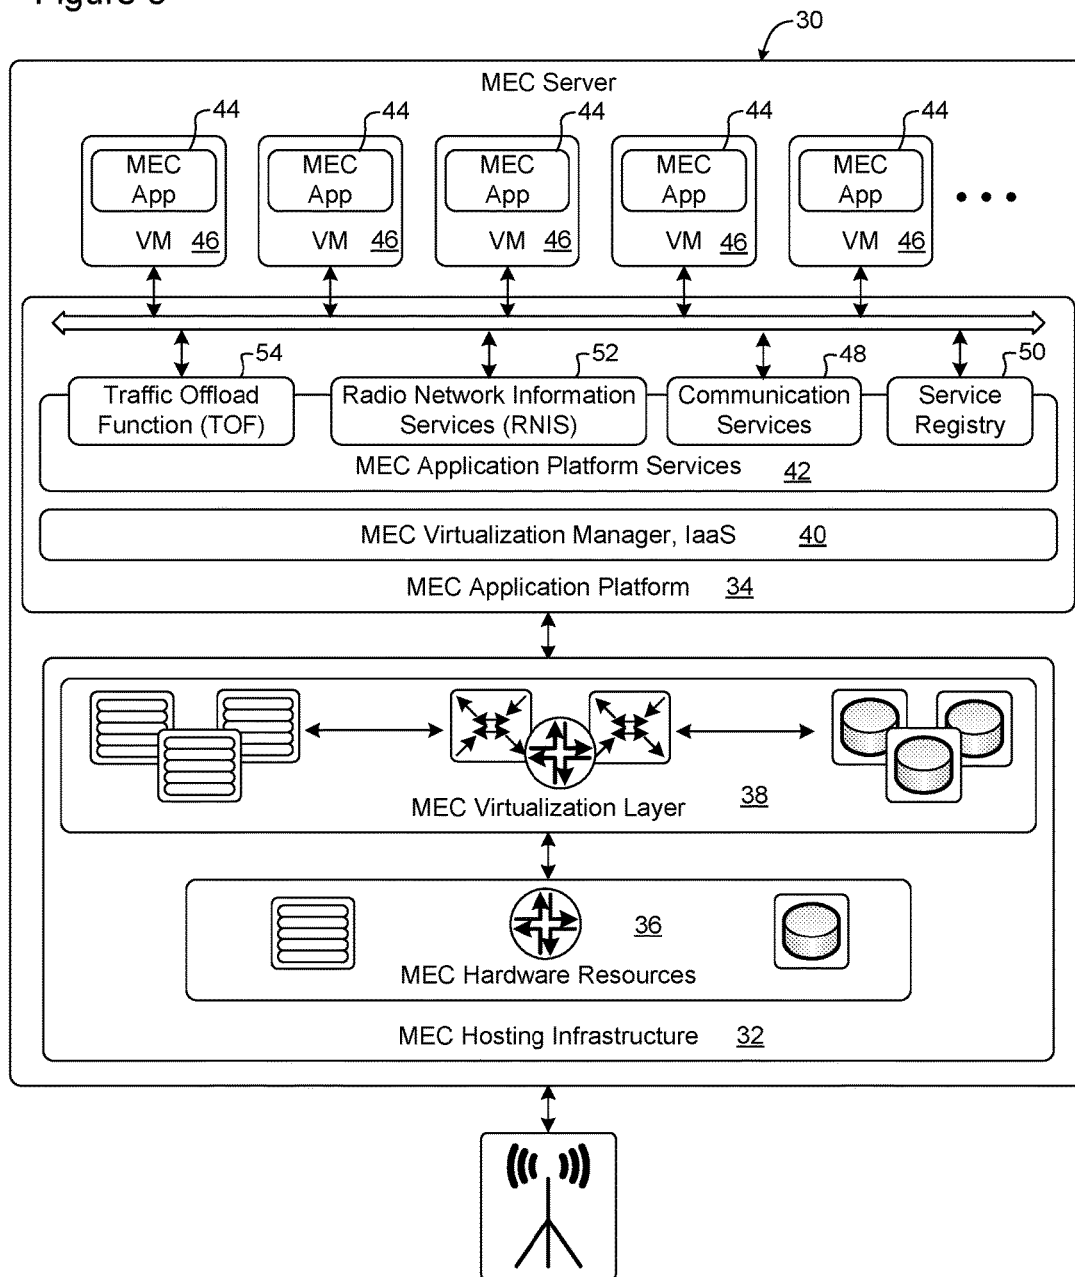 30
MEC Server
44 44 44 44 44
MEC MEC MEC MEC MEC
App App App App App
VM 46 VM 46 VM 46 VM 46 VM 46
54 52 48 50
Traffic Offload Radio Network Information Communication Service
Function (TOF) Services (RNIS) Services Registry
MEC Application Platform Services 42
MEC Virtualization Manager, IaaS 40
MEC Application Platform 34
MEC Virtualization Layer 38
36
MEC Hardware Resources
MEC Hosting Infrastructure 32